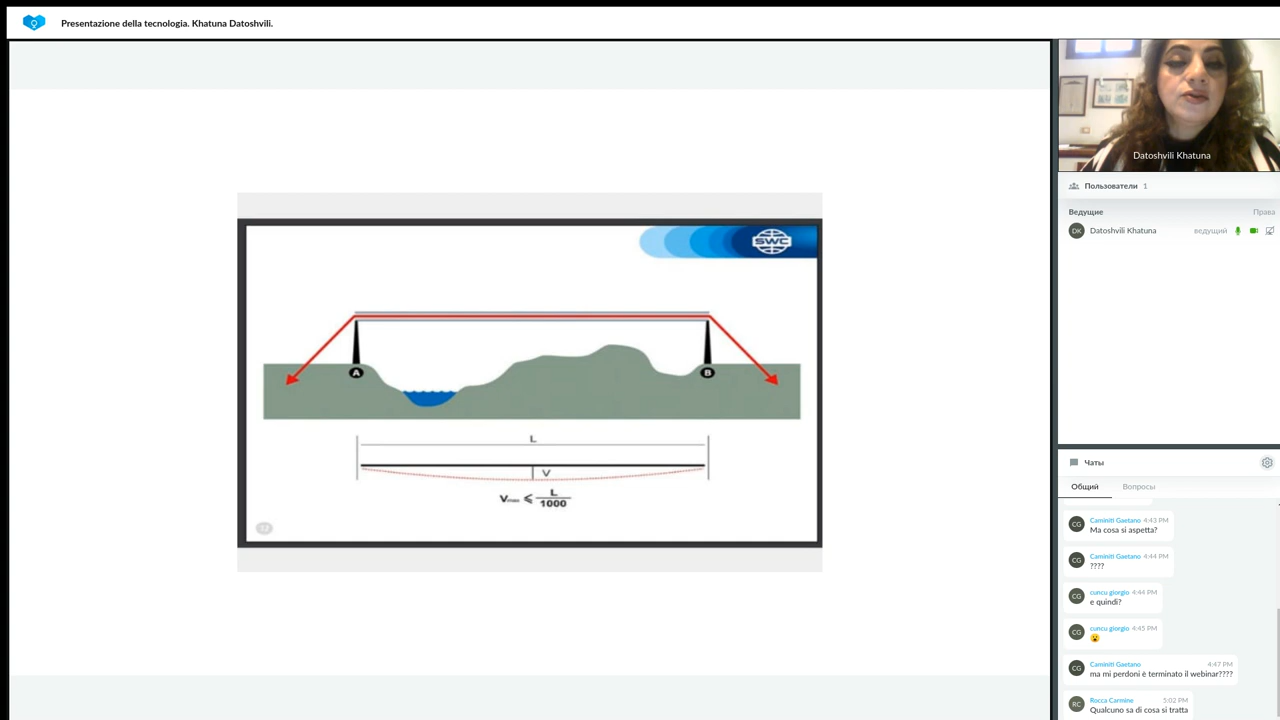 Presentazione della tecnologia. Khatuna Datoshvili.
SWC
A
B
L
V
Vmax ⩽ L
1000
Datoshvili Khatuna
Пользователи 1
Ведущие Права
DK Datoshvili Khatuna ведущий
Чаты
Общий Вопросы
CG Caminiti Gaetano 4:43 PM
Ma cosa si aspetta?
CG Caminiti Gaetano 4:44 PM
????
CG cuncu giorgio 4:44 PM
e quindi?
CG cuncu giorgio 4:45 PM
😮
CG Caminiti Gaetano 4:47 PM
ma mi perdoni è terminato il webinar????
RC Rocca Carmine 5:02 PM
Qualcuno sa di cosa si tratta